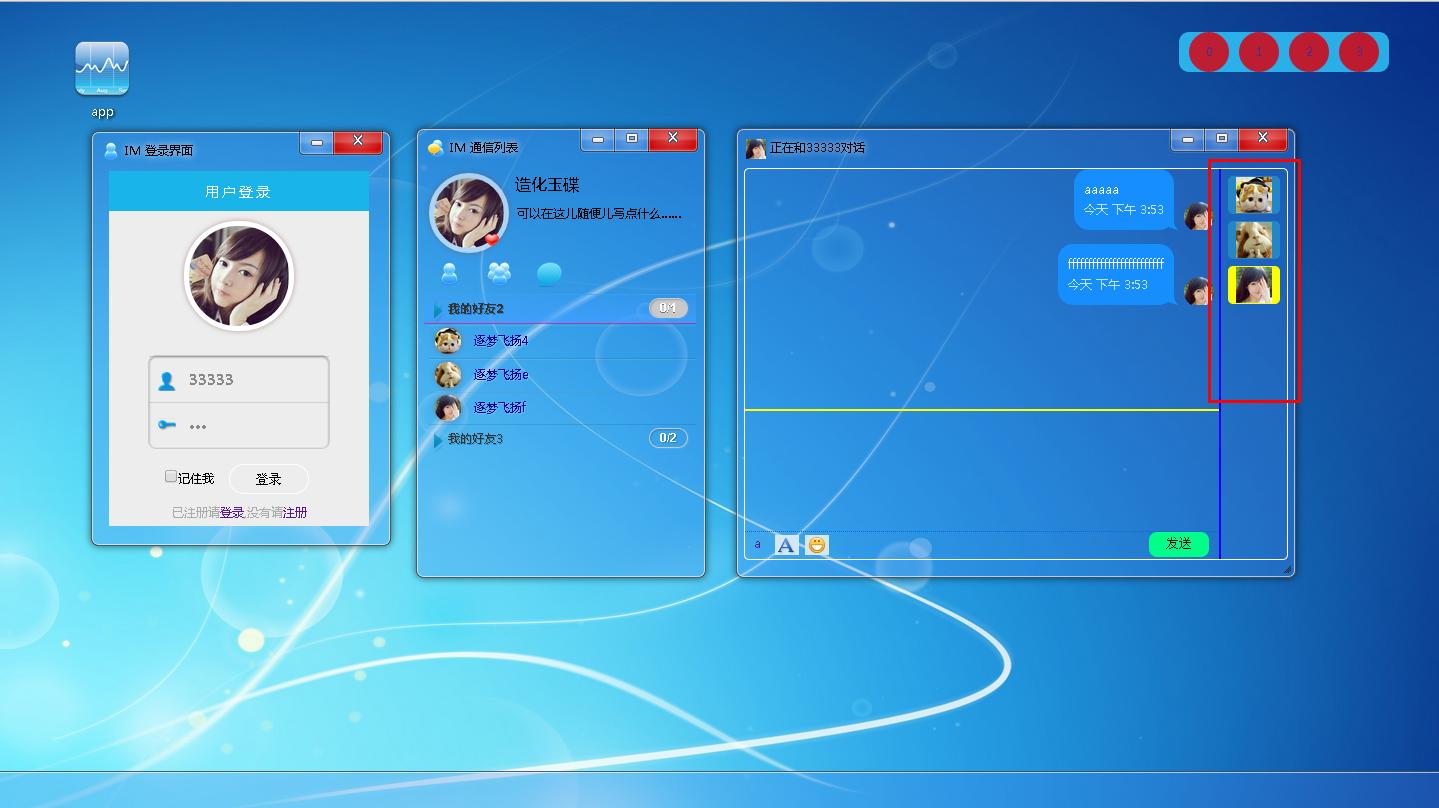 0 1 2 3
app
IM 登录界面
用户登录
33333
记住我
登录
已注册请登录,没有请注册
IM 通信列表
造化玉碟
可以在这儿随便儿写点什么......
我的好友2
0/1
逐梦飞扬4
逐梦飞扬e
逐梦飞扬f
我的好友3
0/2
正在和33333对话
aaaaa
今天 下午 3:53
ffffffffffffffffffffffff
今天 下午 3:53
a
A
发送